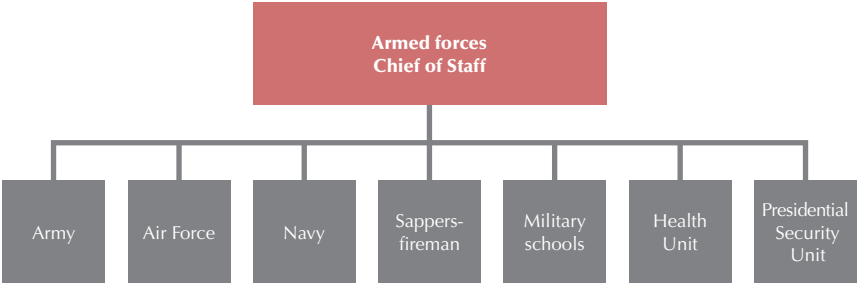 Armed forces
Chief of Staff
Army
Air Force
Navy
Sappers-
fireman
Military
schools
Health
Unit
Presidential
Security
Unit